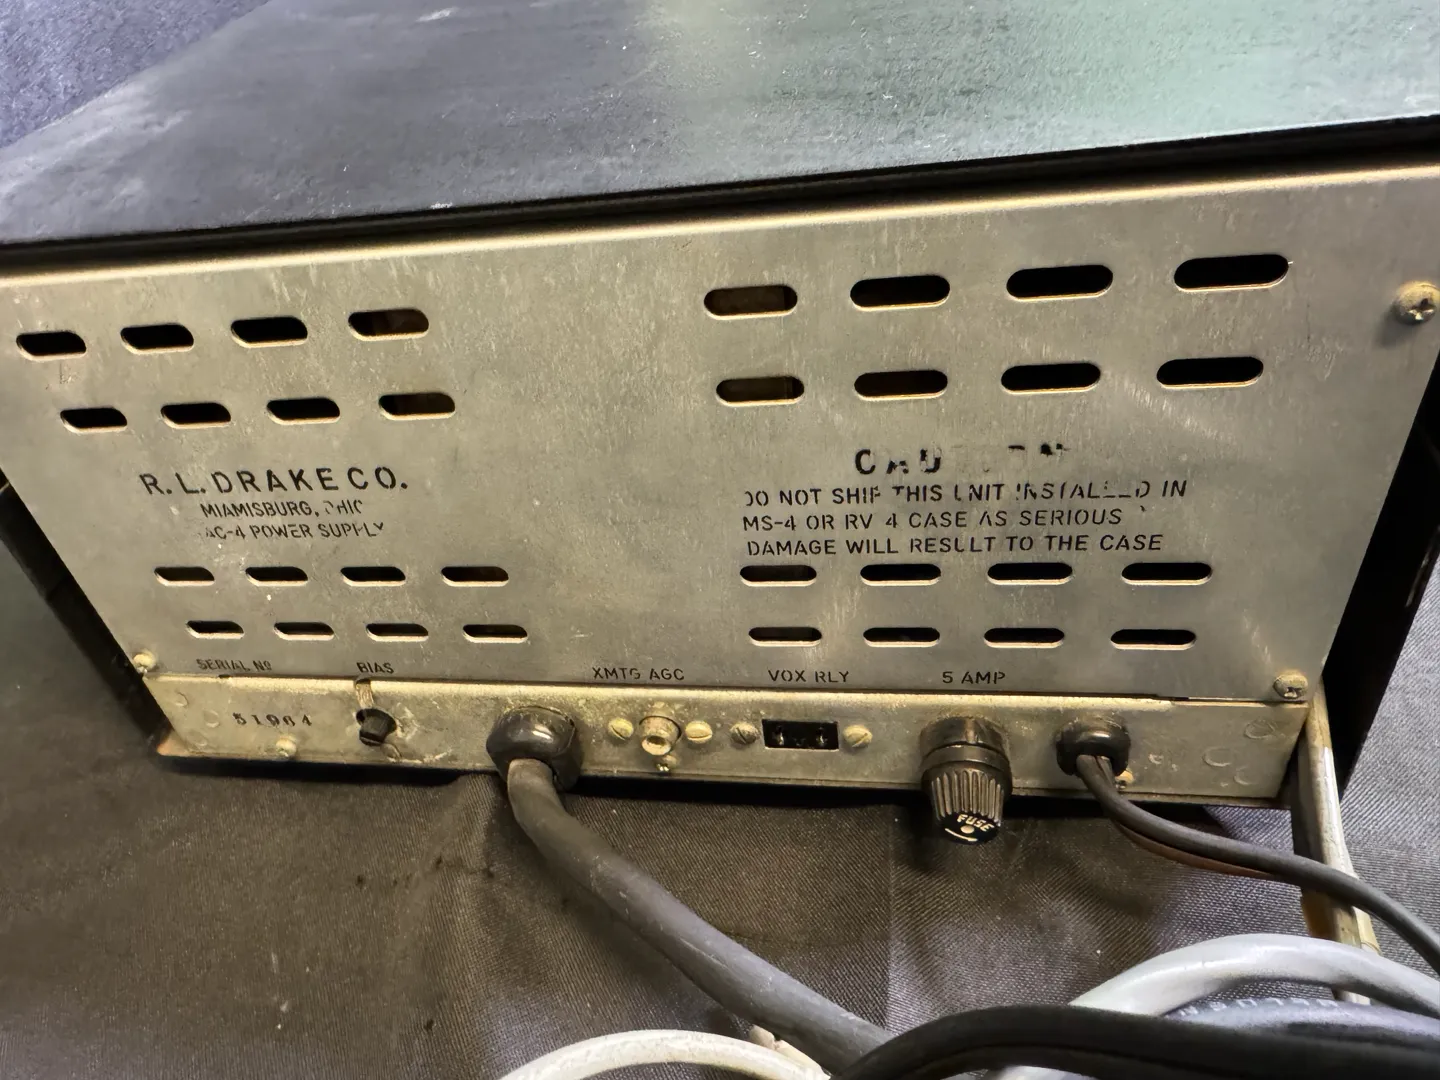 R. L. DRAKE CO.
MIAMISBURG, OHIO
AC-4 POWER SUPPLY
CAUTION
DO NOT SHIP THIS UNIT INSTALLED IN
MS-4 OR RV 4 CASE AS SERIOUS
DAMAGE WILL RESULT TO THE CASE
SERIAL Nº
BIAS
XMTG AGC
VOX RLY
5 AMP
51964
FUSE